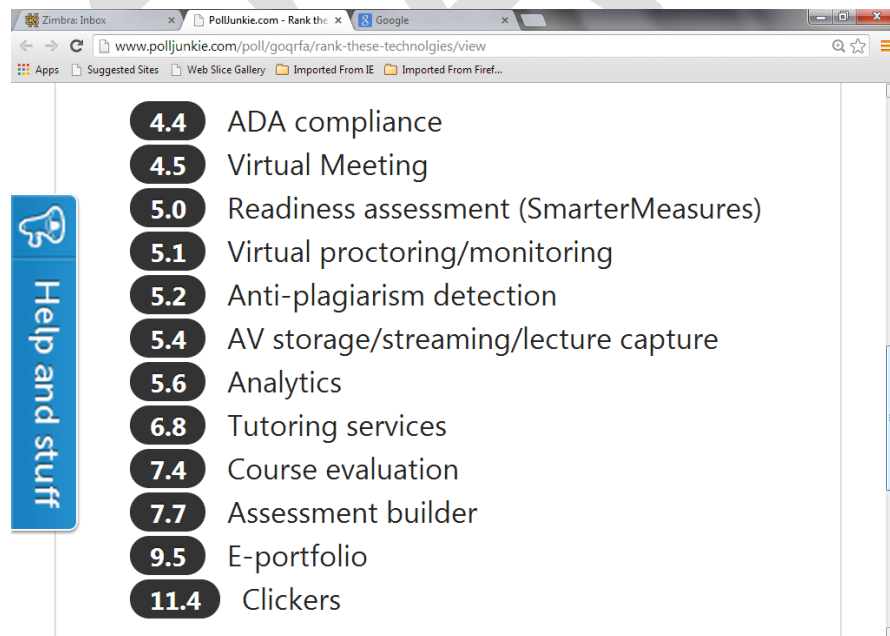 Zimbra: Inbox
PollJunkie.com - Rank the
Google
www.polljunkie.com/poll/goqrfa/rank-these-technolgies/view
Apps Suggested Sites Web Slice Gallery Imported From IE Imported From Firef...
4.4 ADA compliance
4.5 Virtual Meeting
5.0 Readiness assessment (SmarterMeasures)
5.1 Virtual proctoring/monitoring
5.2 Anti-plagiarism detection
5.4 AV storage/streaming/lecture capture
5.6 Analytics
6.8 Tutoring services
7.4 Course evaluation
7.7 Assessment builder
9.5 E-portfolio
11.4 Clickers
Help and stuff